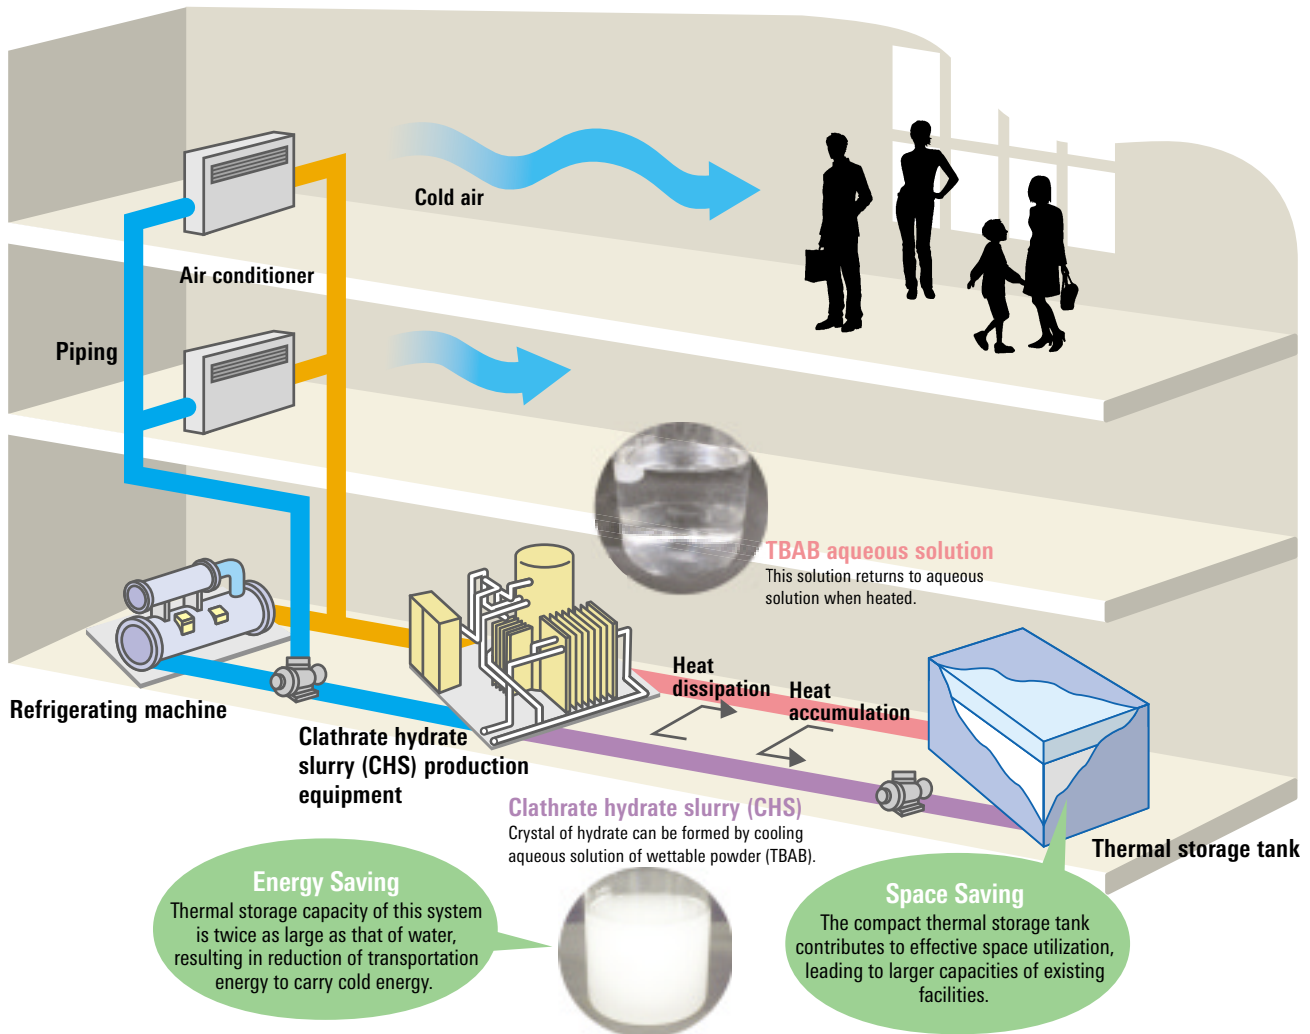 Cold air
Air conditioner
Piping
TBAB aqueous solution
This solution returns to aqueous
solution when heated.
Refrigerating machine
Heat
dissipation
Heat
accumulation
Clathrate hydrate
slurry (CHS) production
equipment
Clathrate hydrate slurry (CHS)
Crystal of hydrate can be formed by cooling
aqueous solution of wettable powder (TBAB).
Thermal storage tank
Energy Saving
Thermal storage capacity of this system
is twice as large as that of water,
resulting in reduction of transportation
energy to carry cold energy.
Space Saving
The compact thermal storage tank
contributes to effective space utilization,
leading to larger capacities of existing
facilities.